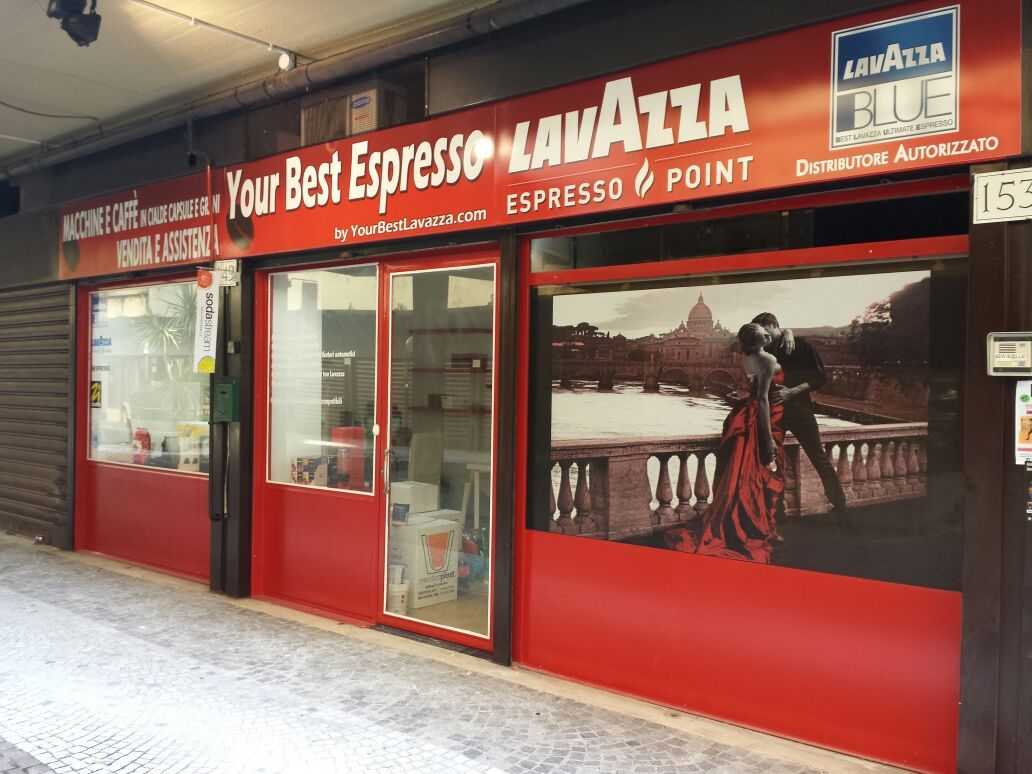 MACCHINE E CAFFÈ IN CIALDE CAPSULE E GRANI
VENDITA E ASSISTENZA
Your Best Espresso
by YourBestLavazza.com
LAVAZZA
ESPRESSO POINT
LAVAZZA
BLUE
BEST LAVAZZA ULTIMATE ESPRESSO
DISTRIBUTORE AUTORIZZATO
153
49
sodastream